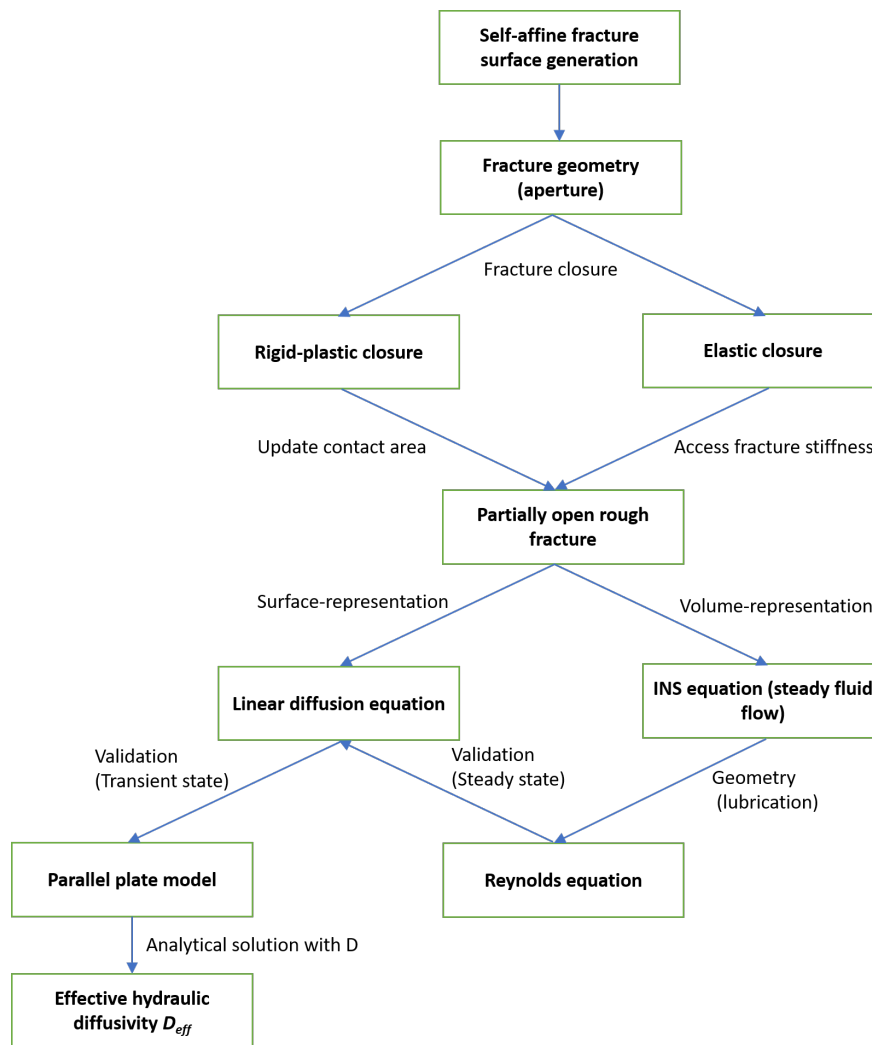 Self-affine fracture
surface generation
Fracture geometry
(aperture)
Fracture closure
Rigid-plastic closure
Elastic closure
Update contact area
Access fracture stiffness
Partially open rough
fracture
Surface-representation
Volume-representation
Linear diffusion equation
INS equation (steady fluid
flow)
Validation
(Transient state)
Validation
(Steady state)
Geometry
(lubrication)
Parallel plate model
Reynolds equation
Analytical solution with D
Effective hydraulic
diffusivity D_eff